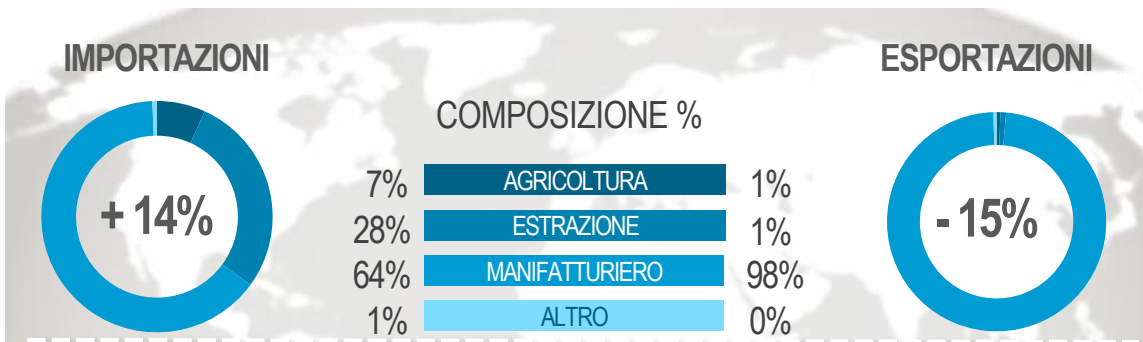 IMPORTAZIONI
ESPORTAZIONI
COMPOSIZIONE %
+ 14%
- 15%
7% AGRICOLTURA 1%
28% ESTRAZIONE 1%
64% MANIFATTURIERO 98%
1% ALTRO 0%